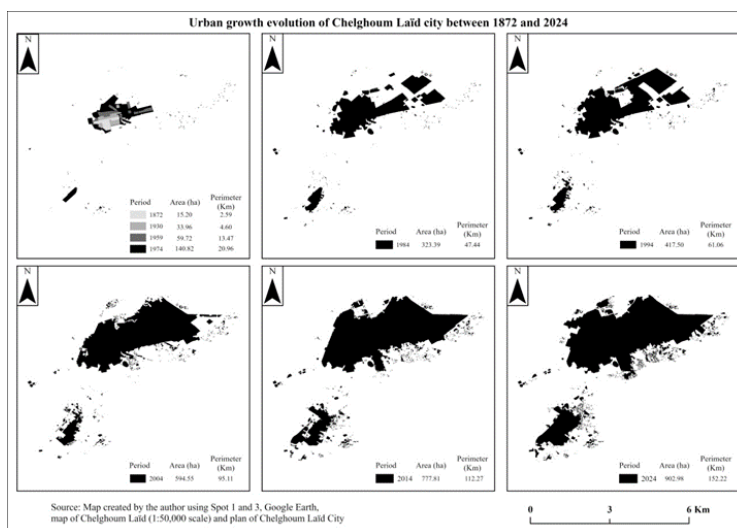 Urban growth evolution of Chelghoum Laïd city between 1872 and 2024
N
N
N
Period Area (ha) Perimeter (Km)
1872 15.20 2.59
1930 33.96 4.60
1959 59.72 13.47
1974 140.82 20.96
Period Area (ha) Perimeter (Km)
1984 323.39 47.44
Period Area (ha) Perimeter (Km)
1994 417.50 61.06
N
N
N
Period Area (ha) Perimeter (Km)
2004 594.55 95.11
Period Area (ha) Perimeter (Km)
2014 777.81 112.27
Period Area (ha) Perimeter (Km)
2024 902.98 152.22
Source: Map created by the author using Spot 1 and 3, Google Earth,
map of Chelghoum Laïd (1:50,000 scale) and plan of Chelghoum Laïd City
0 3 6 Km